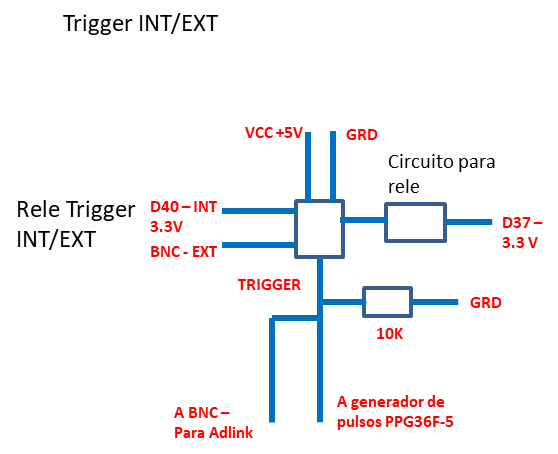 Trigger INT/EXT
VCC +5V
GRD
Circuito para
rele
Rele Trigger
INT/EXT
D40 – INT
3.3V
BNC - EXT
D37 –
3.3 V
TRIGGER
GRD
10K
A BNC –
Para Adlink
A generador de
pulsos PPG36F-5